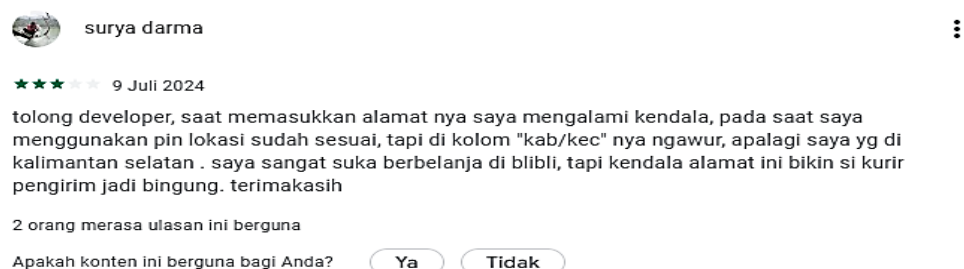 surya darma
9 Juli 2024
tolong developer, saat memasukkan alamat nya saya mengalami kendala, pada saat saya
menggunakan pin lokasi sudah sesuai, tapi di kolom "kab/kec" nya ngawur, apalagi saya yg di
kalimantan selatan . saya sangat suka berbelanja di blibli, tapi kendala alamat ini bikin si kurir
pengirim jadi bingung. terimakasih
2 orang merasa ulasan ini berguna
Apakah konten ini berguna bagi Anda? Ya Tidak